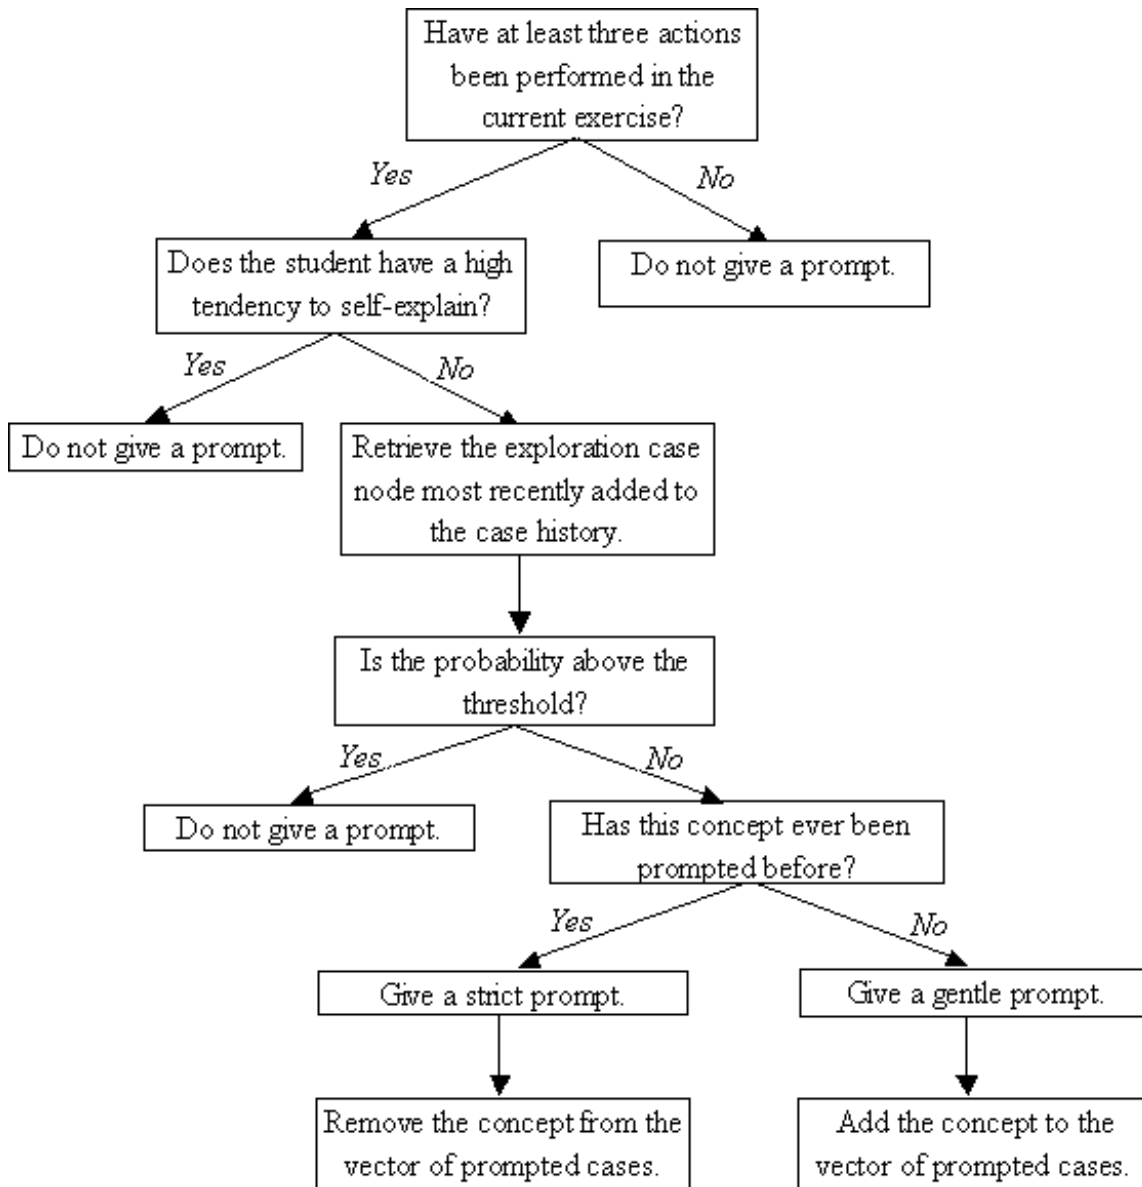 Have at least three actions
been performed in the
current exercise?
Yes
No
Does the student have a high
tendency to self-explain?
Do not give a prompt.
Yes
No
Do not give a prompt.
Retrieve the exploration case
node most recently added to
the case history.
Is the probability above the
threshold?
Yes
No
Do not give a prompt.
Has this concept ever been
prompted before?
Yes
No
Give a strict prompt.
Give a gentle prompt.
Remove the concept from the
vector of prompted cases.
Add the concept to the
vector of prompted cases.